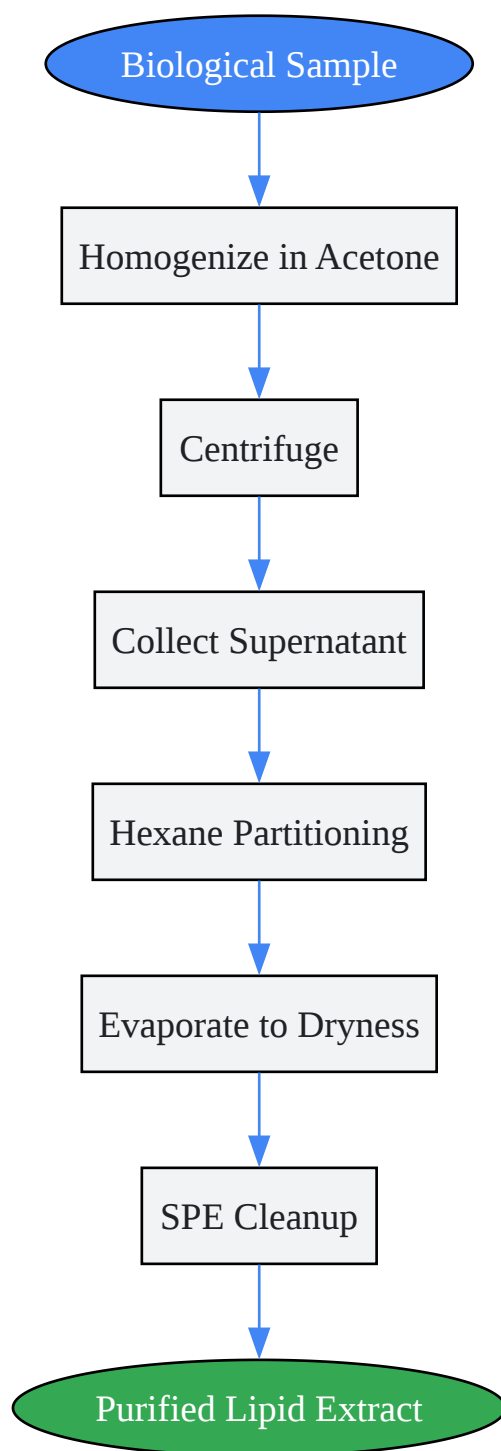 Biological Sample
Homogenize in Acetone
Centrifuge
Collect Supernatant
Hexane Partitioning
Evaporate to Dryness
SPE Cleanup
Purified Lipid Extract